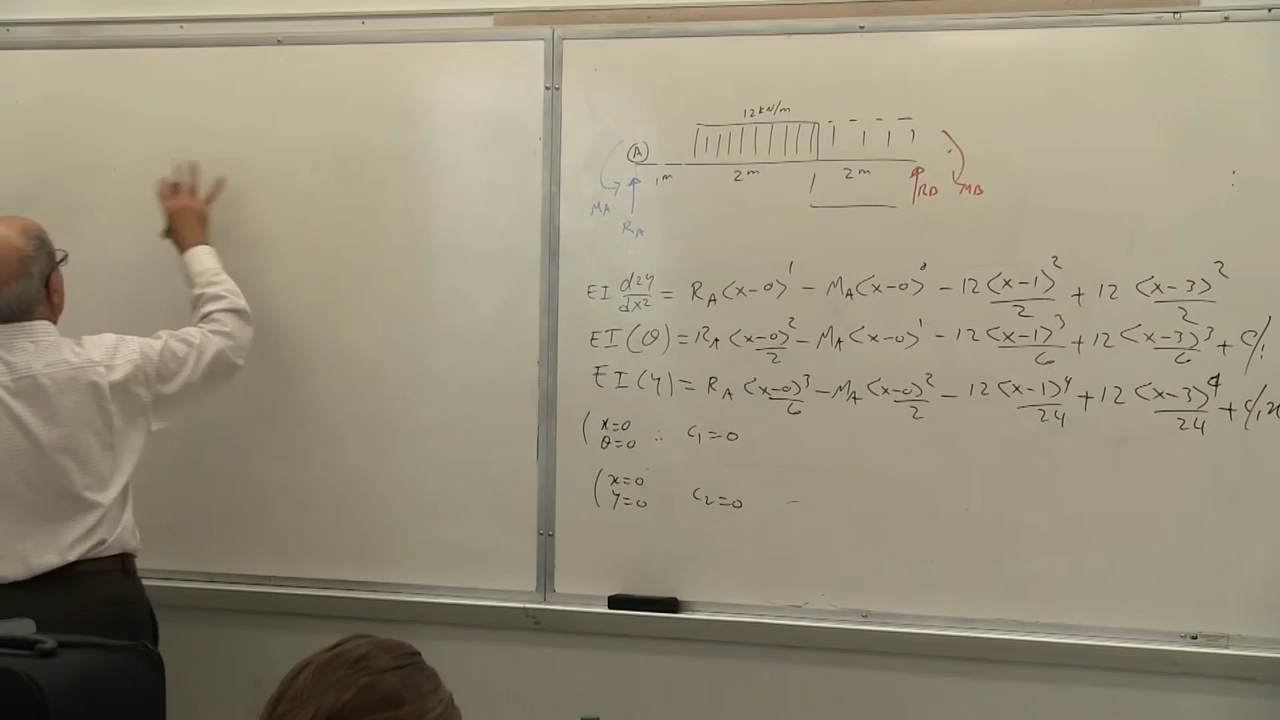 12kN/m
A
1m 2m 2m
MA RB MB
RA
EI d2y/dx2 = RA<x-0>^1 - MA<x-0>^0 - 12<x-1>^2/2 + 12<x-3>^2/2
EI(θ) = RA<x-0>^2/2 - MA<x-0>^1 - 12<x-1>^3/6 + 12<x-3>^3/6 + C1
EI(y) = RA<x-0>^3/6 - MA<x-0>^2/2 - 12<x-1>^4/24 + 12<x-3>^4/24 + C1x
x=0
θ=0 ∴ C1=0
x=0
y=0 C2=0